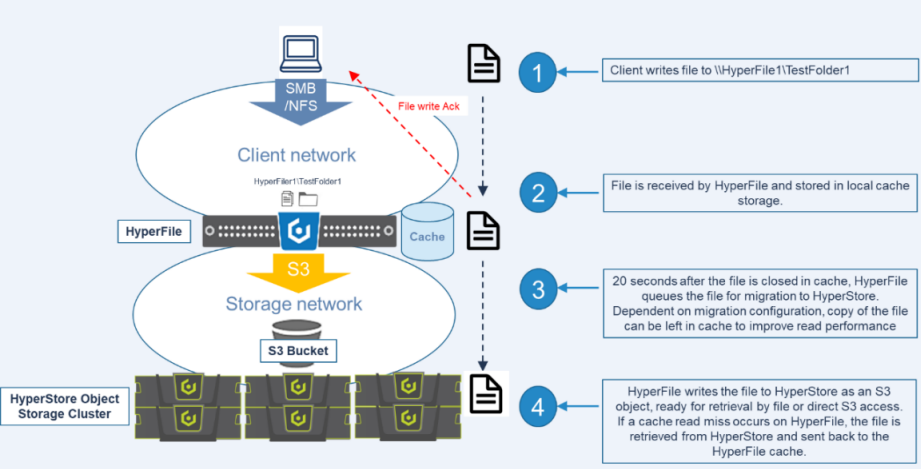 SMB
/NFS
File write Ack
Client network
HyperFiler1\TestFolder1
HyperFile
Cache
S3
Storage network
S3 Bucket
HyperStore Object
Storage Cluster
1
Client writes file to \\HyperFile1\TestFolder1
2
File is received by HyperFile and stored in local cache
storage.
3
20 seconds after the file is closed in cache, HyperFile
queues the file for migration to HyperStore.
Dependent on migration configuration, copy of the file
can be left in cache to improve read performance
4
HyperFile writes the file to HyperStore as an S3
object, ready for retrieval by file or direct S3 access.
If a cache read miss occurs on HyperFile, the file is
retrieved from HyperStore and sent back to the
HyperFile cache.